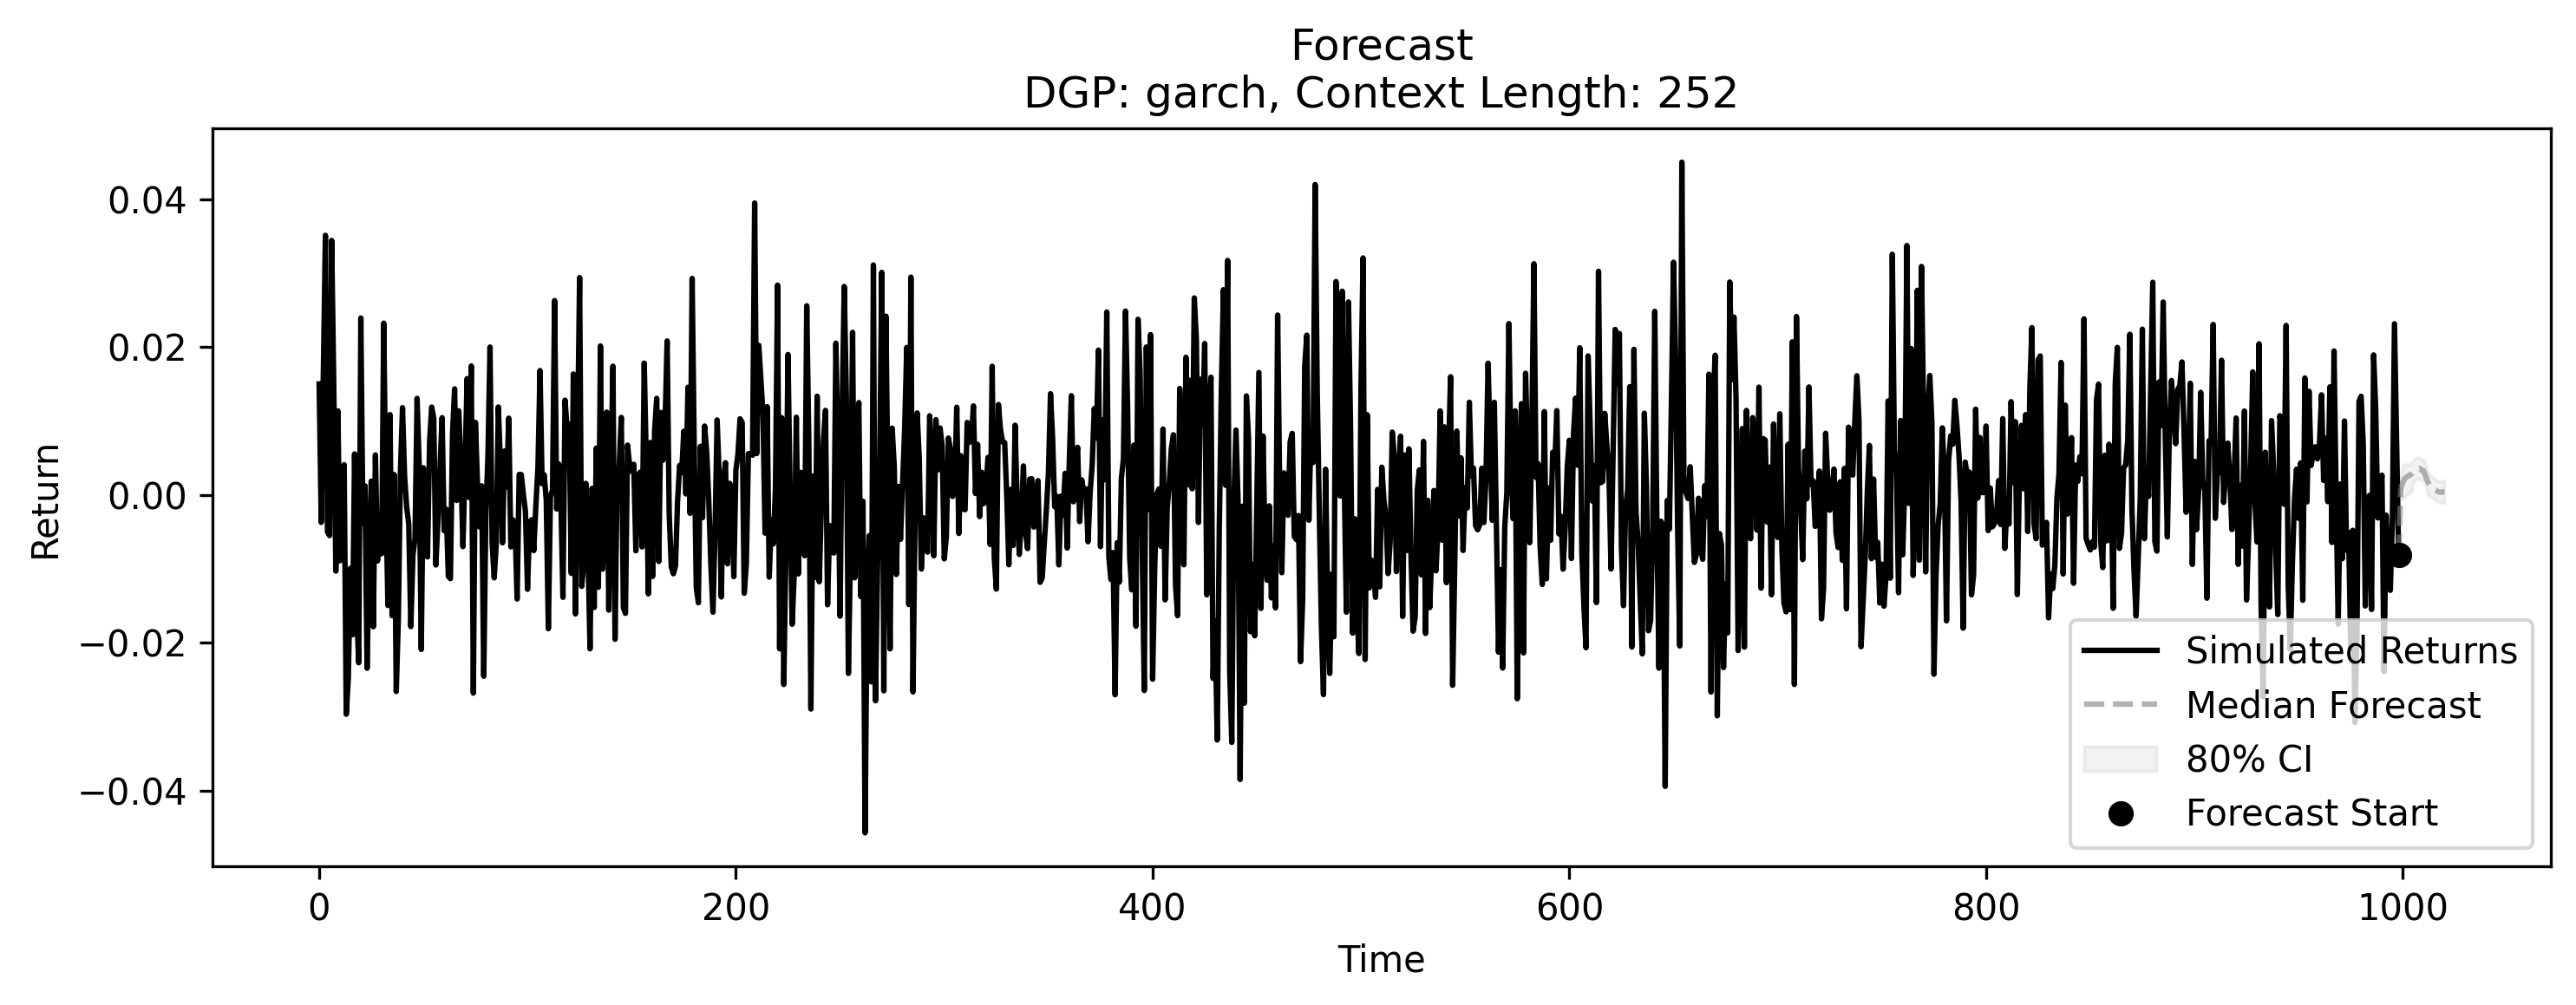 Forecast
DGP: garch, Context Length: 252
Return
0.04
0.02
0.00
−0.02
−0.04
0
200
400
600
800
1000
Time
Simulated Returns
Median Forecast
80% CI
Forecast Start